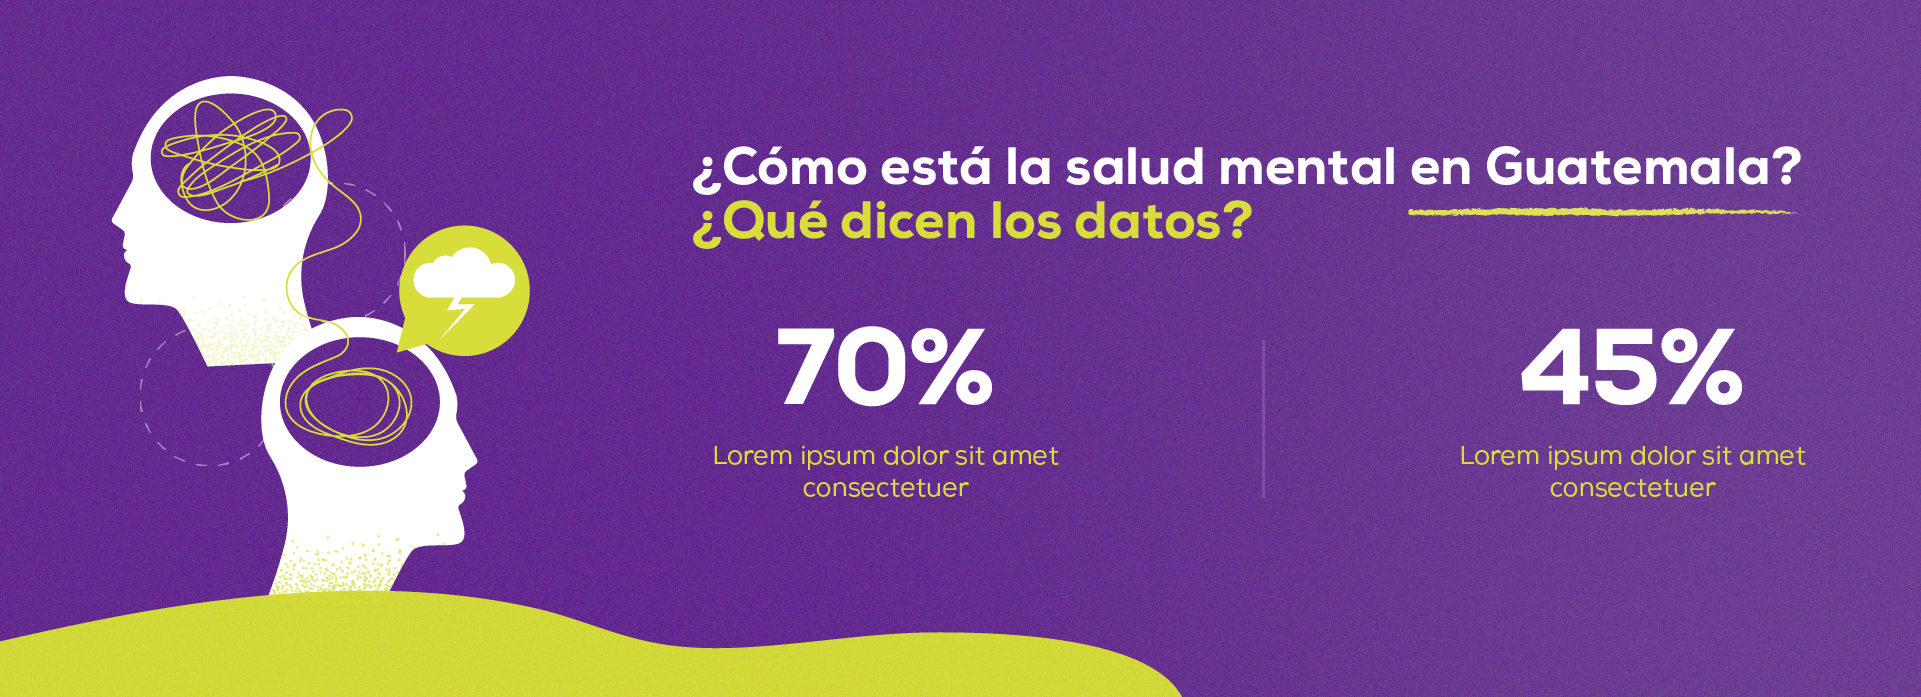 ¿Cómo está la salud mental en Guatemala?
¿Qué dicen los datos?
70%
Lorem ipsum dolor sit amet
consectetuer
45%
Lorem ipsum dolor sit amet
consectetuer